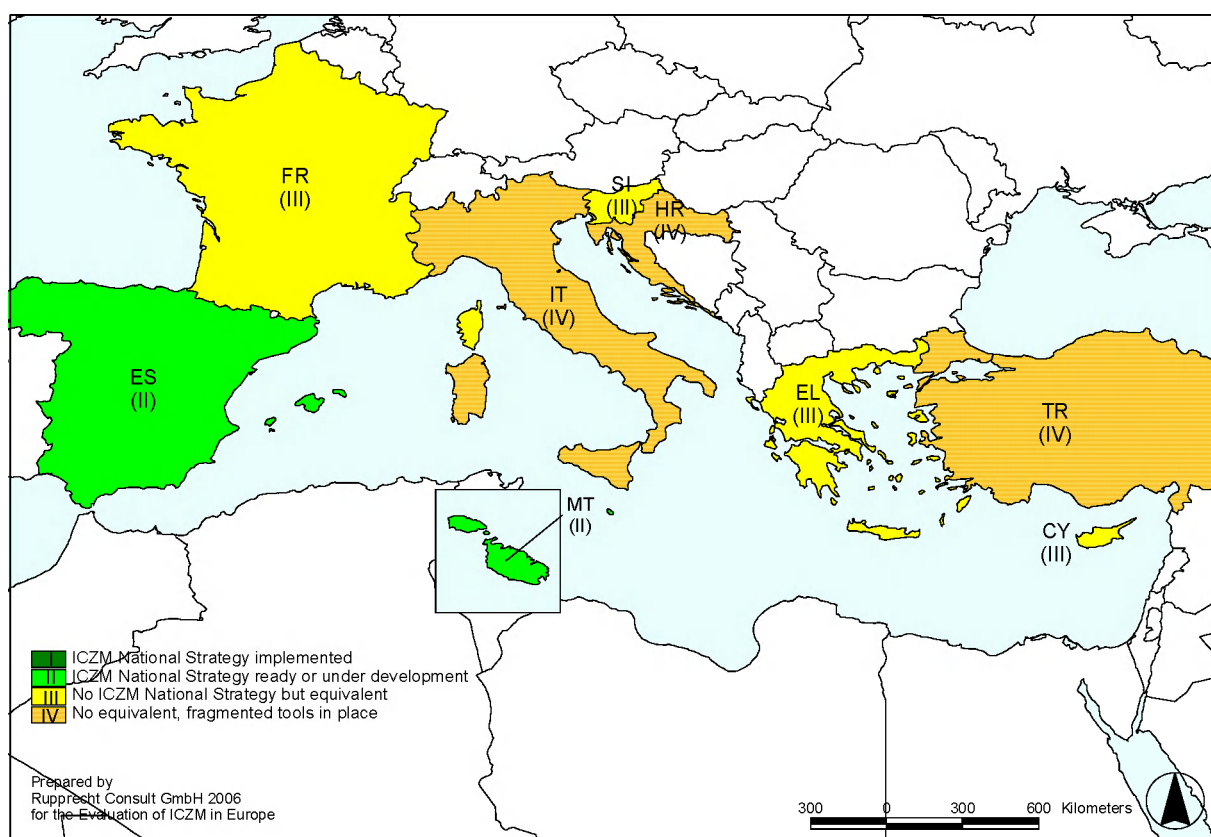 FR
(III)
SI
(III)
HR
(IV)
IT
(IV)
ES
(II)
EL
(III)
TR
(IV)
MT
(II)
CY
(III)
I ICZM National Strategy implemented
II ICZM National Strategy ready or under development
III No ICZM National Strategy but equivalent
IV No equivalent, fragmented tools in place
Prepared by
Rupprecht Consult GmbH 2006
for the Evaluation of ICZM in Europe
300 0 300 600 Kilometers